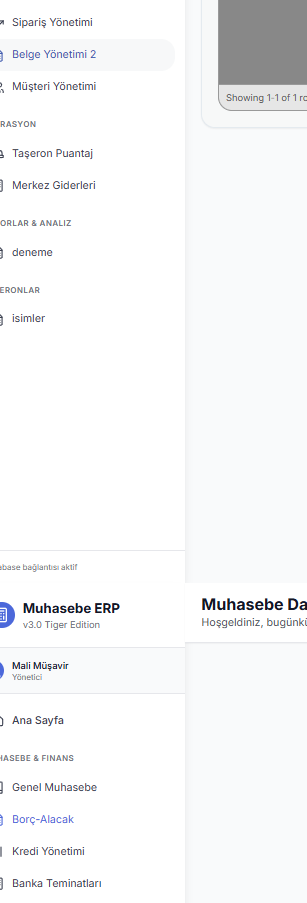 Sipariş Yönetimi
Belge Yönetimi 2
Müşteri Yönetimi
Showing 1-1 of 1
RASYON
Taşeron Puantaj
Merkez Giderleri
ORLAR & ANALIZ
deneme
ERONLAR
isimler
abase bağlantısı aktif
Muhasebe ERP
v3.0 Tiger Edition
Muhasebe Da
Hoşgeldiniz, bugünkü
Mali Müşavir
Yönetici
Ana Sayfa
HASEBE & FINANS
Genel Muhasebe
Borç-Alacak
Kredi Yönetimi
Banka Teminatları